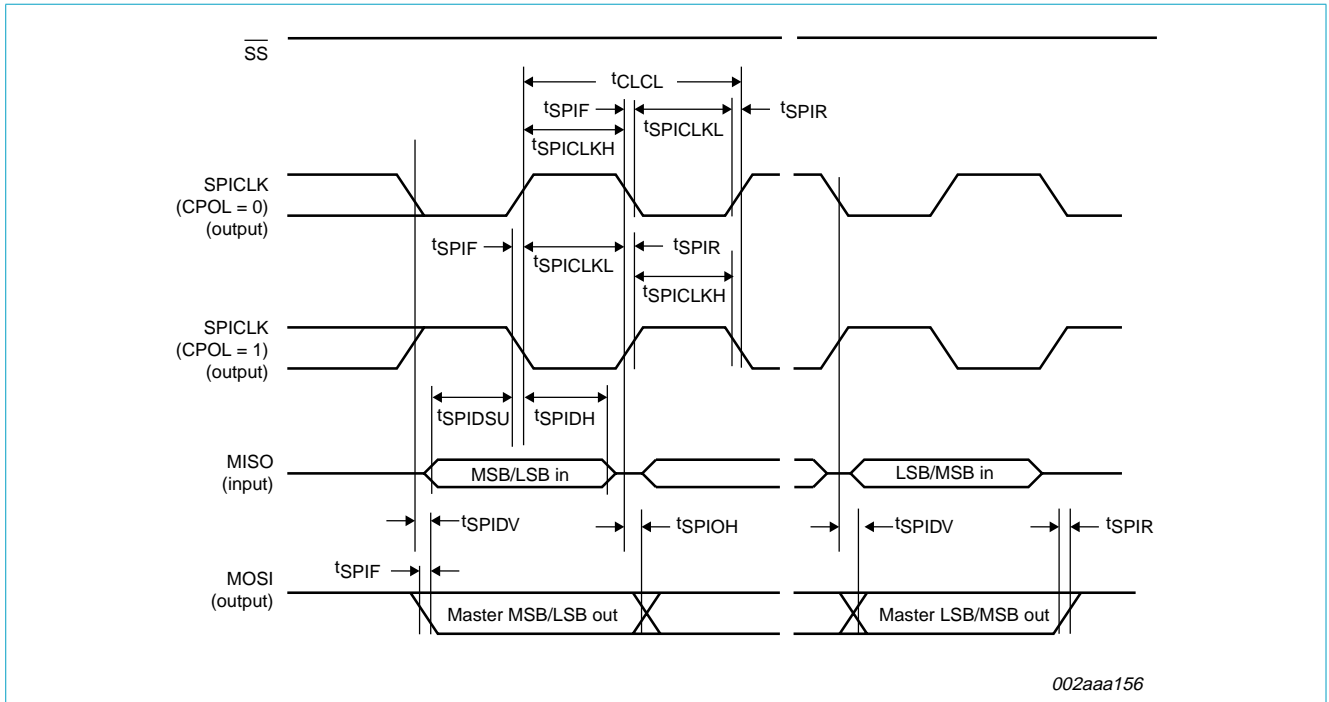 SS
tCLCL
tSPIF
tSPICLKL
tSPIR
tSPICLKH
SPICLK
(CPOL = 0)
(output)
tSPIF
tSPICLKL
tSPIR
tSPICLKH
SPICLK
(CPOL = 1)
(output)
tSPIDSU
tSPIDH
MISO
(input)
MSB/LSB in
LSB/MSB in
tSPIDV
tSPIOH
tSPIDV
tSPIR
tSPIF
MOSI
(output)
Master MSB/LSB out
Master LSB/MSB out
002aaa156